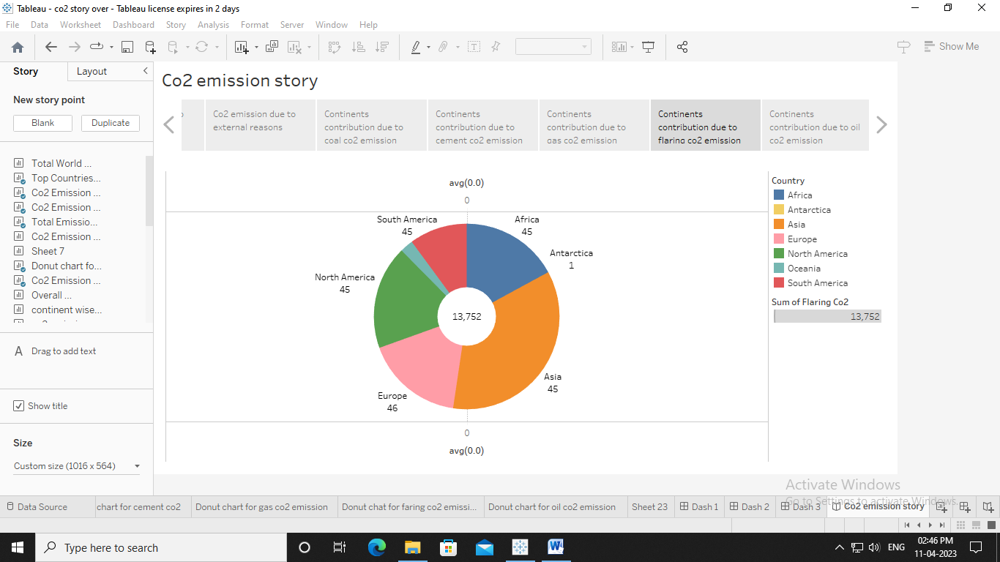 Tableau - co2 story over - Tableau license expires in 2 days
File Data Worksheet Dashboard Story Analysis Format Server Window Help
Show Me
Story Layout
New story point
Blank Duplicate
Total World ...
Top Countries...
Co2 Emission ...
Co2 Emission ...
Total Emissio...
Co2 Emission ...
Sheet 7
Donut chart fo...
Co2 Emission ...
Overall ...
continent wise...
Drag to add text
Show title
Size
Custom size (1016 x 564)
Co2 emission story
Co2 emission due to
external reasons
Continents
contribution due to
coal co2 emission
Continents
contribution due to
cement co2 emission
Continents
contribution due to
gas co2 emission
Continents
contribution due to
flaring co2 emission
Continents
contribution due to oil
co2 emission
avg(0.0)
0
South America
45
Africa
45
Antarctica
1
North America
45
13,752
Asia
45
Europe
46
0
avg(0.0)
Country
Africa
Antarctica
Asia
Europe
North America
Oceania
South America
Sum of Flaring Co2
13,752
Activate Windows
Go to Settings to activate Windows.
Data Source chart for cement co2 Donut chart for gas co2 emission Donut chat for faring co2 emissi... Donut chart for oil co2 emission Sheet 23 Dash 1 Dash 2 Dash 3 Co2 emission story
Type here to search
ENG
02:46 PM
11-04-2023